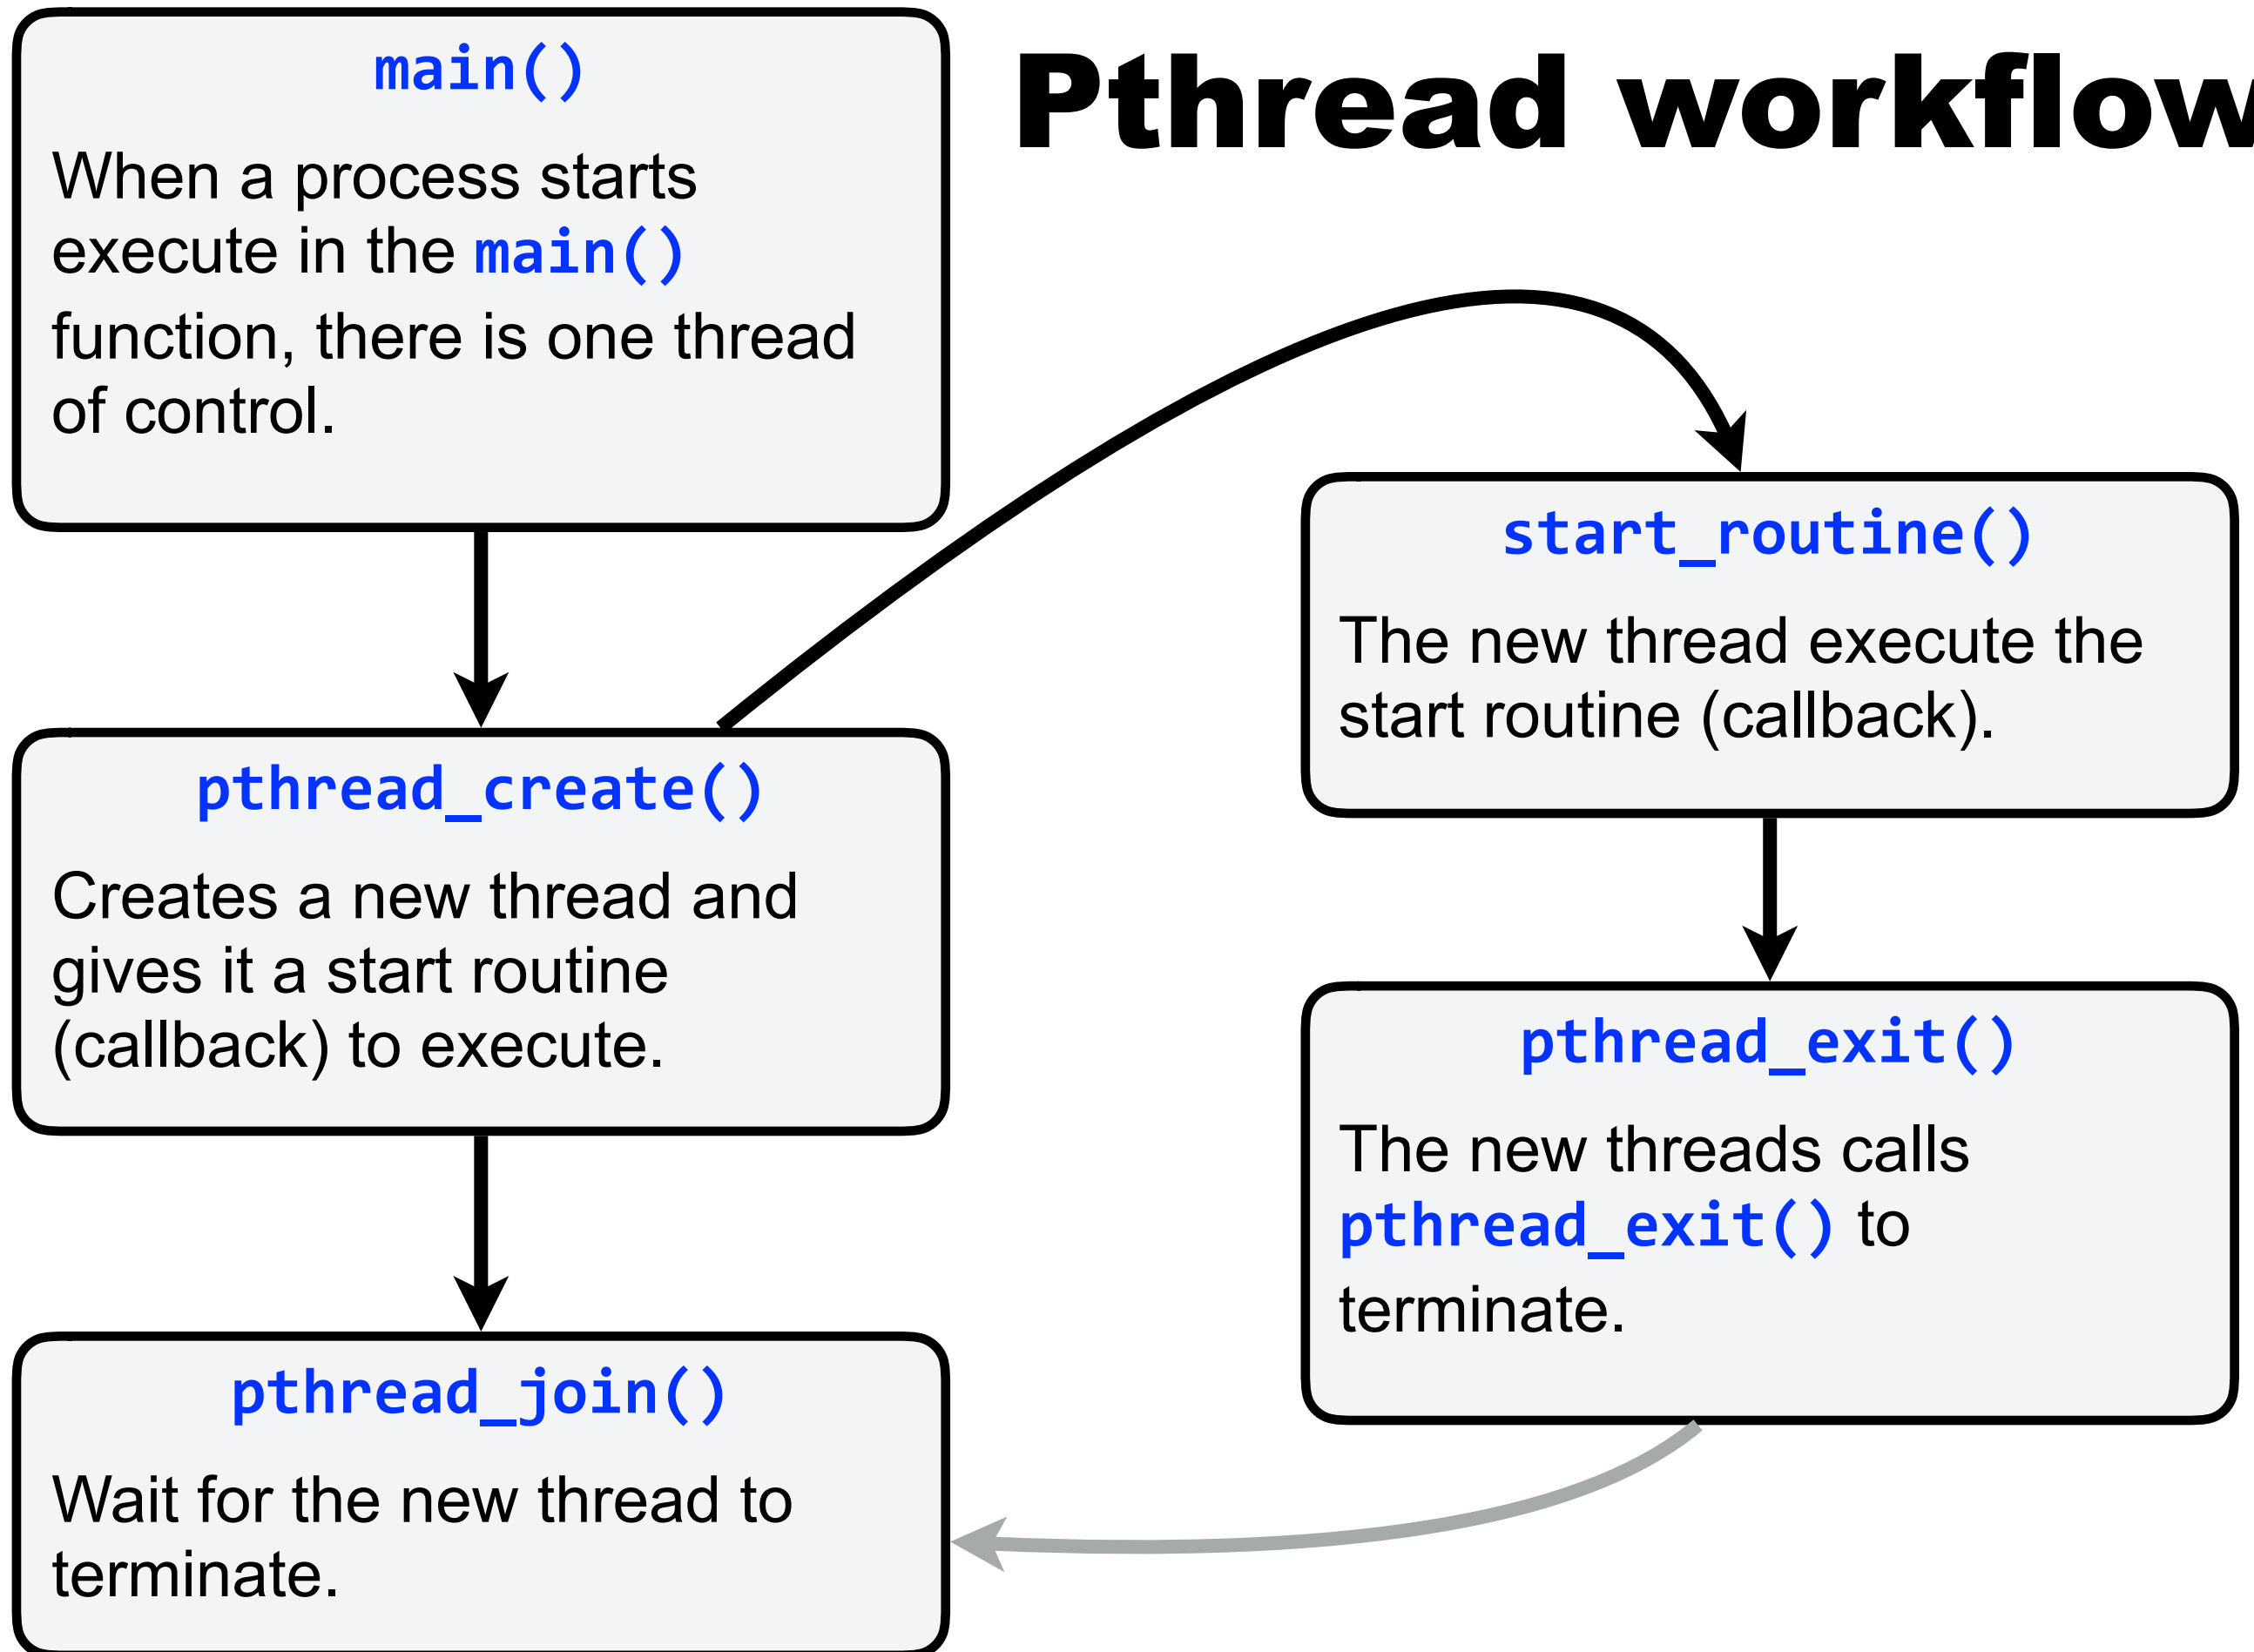 Pthread workflow
main()
When a process starts
execute in the main()
function, there is one thread
of control.
pthread_create()
Creates a new thread and
gives it a start routine
(callback) to execute.
pthread_join()
Wait for the new thread to
terminate.
start_routine()
The new thread execute the
start routine (callback).
pthread_exit()
The new threads calls
pthread_exit() to
terminate.